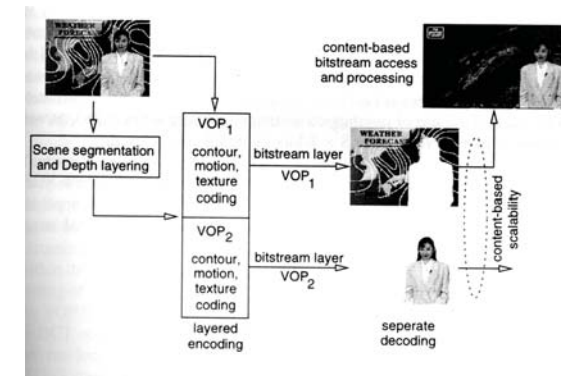 WEATHER
FORECAST
content-based
bitstream access
and processing
Scene segmentation
and Depth layering
VOP1
contour,
motion,
texture
coding
bitstream layer
VOP1
WEATHER
FORECAST
content-based
scalability
VOP2
contour,
motion,
texture
coding
bitstream layer
VOP2
layered
encoding
seperate
decoding